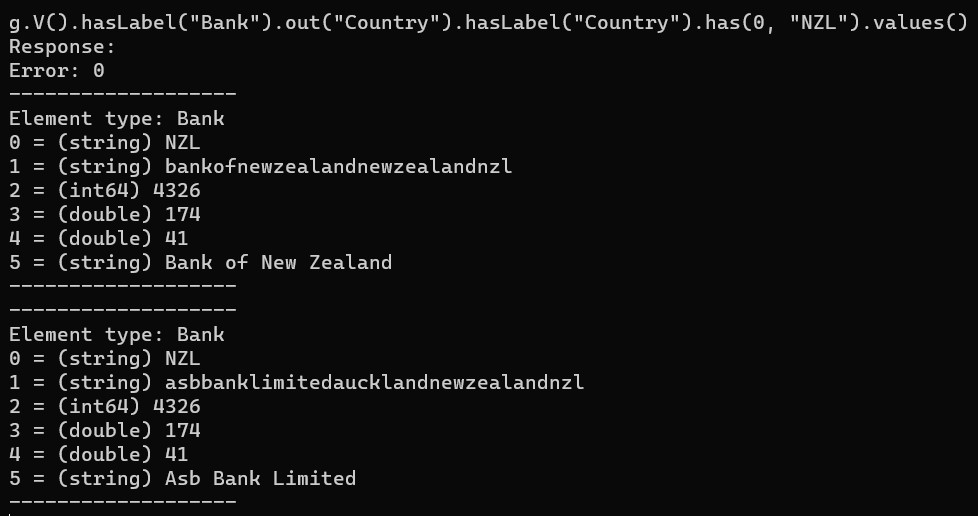 g.V().hasLabel("Bank").out("Country").hasLabel("Country").has(0, "NZL").values()
Response:
Error: 0
-------------------
Element type: Bank
0 = (string) NZL
1 = (string) bankofnewzealandnewzealandnzl
2 = (int64) 4326
3 = (double) 174
4 = (double) 41
5 = (string) Bank of New Zealand
-------------------
-------------------
Element type: Bank
0 = (string) NZL
1 = (string) asbbanklimitedaucklandnewzealandnzl
2 = (int64) 4326
3 = (double) 174
4 = (double) 41
5 = (string) Asb Bank Limited
-------------------